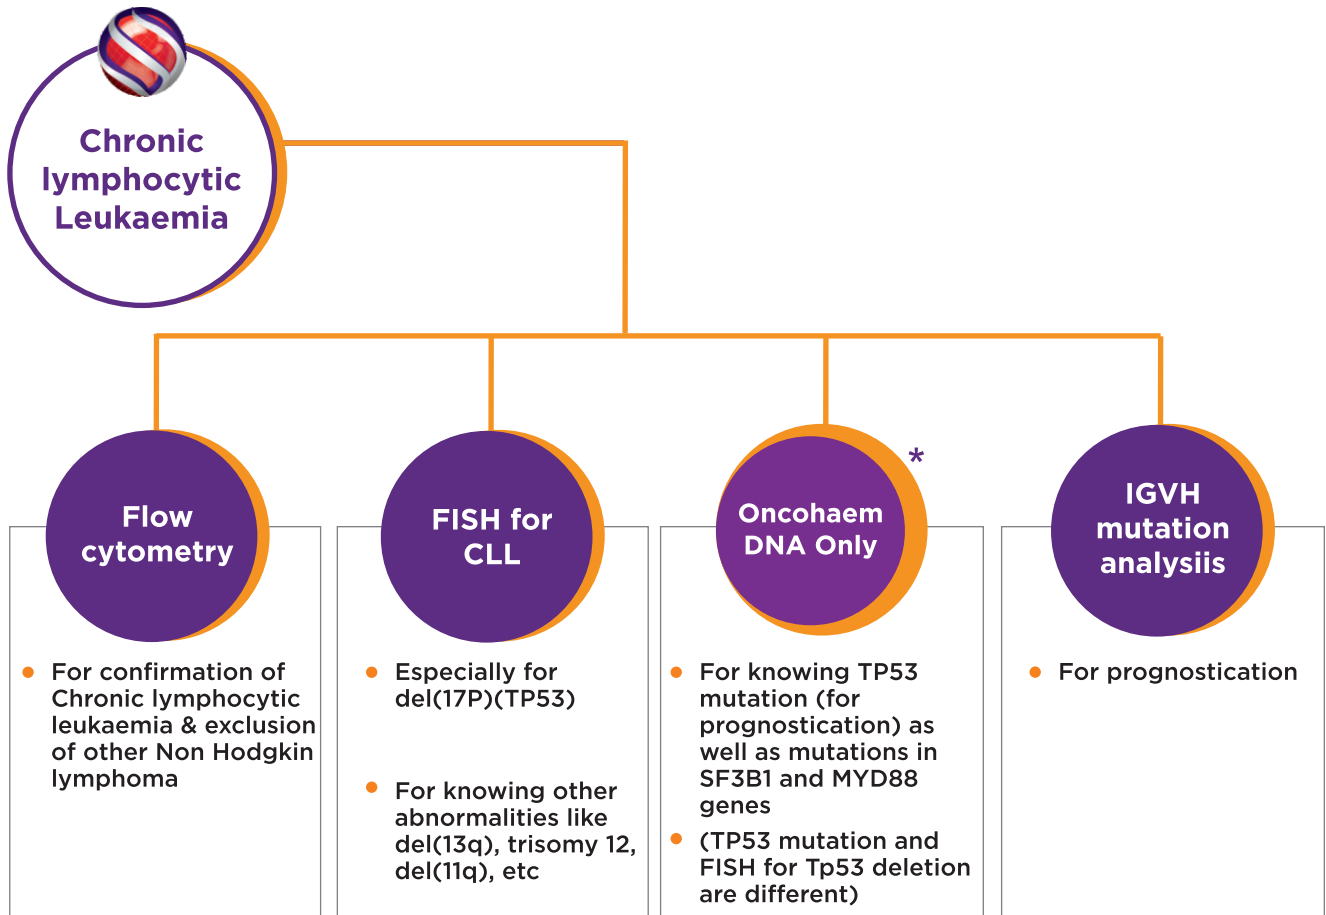 Chronic
lymphocytic
Leukaemia
Flow
cytometry
For confirmation of
Chronic lymphocytic
leukaemia & exclusion
of other Non Hodgkin
lymphoma
FISH for
CLL
Especially for
del(17P)(TP53)
For knowing other
abnormalities like
del(13q), trisomy 12,
del(11q), etc
*
Oncohaem
DNA Only
For knowing TP53
mutation (for
prognostication) as
well as mutations in
SF3B1 and MYD88
genes
(TP53 mutation and
FISH for Tp53 deletion
are different)
IGVH
mutation
analysiis
For prognostication